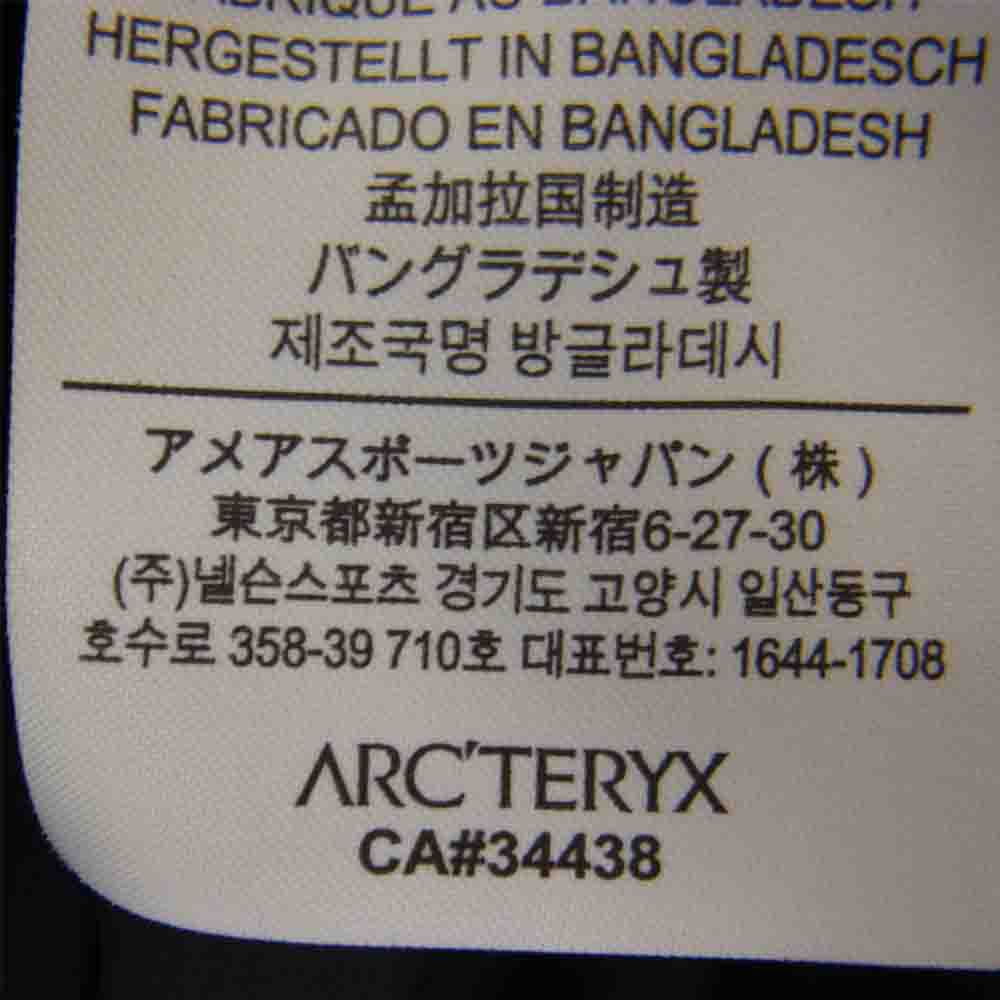 FABRIQUÉ AU BANGLADESH
HERGESTELLT IN BANGLADESCH
FABRICADO EN BANGLADESH
孟加拉国制造
バングラデシュ製
제조국명 방글라데시
アメアスポーツジャパン ( 株 )
東京都新宿区新宿6-27-30
(주)넬슨스포츠 경기도 고양시 일산동구
호수로 358-39 710호 대표번호: 1644-1708
ARC'TERYX
CA#34438